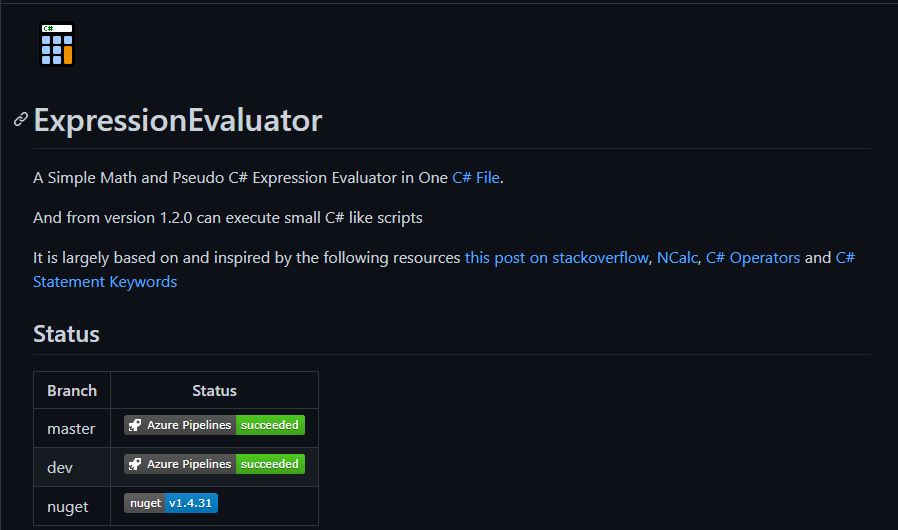 C#
ExpressionEvaluator
A Simple Math and Pseudo C# Expression Evaluator in One C# File.
And from version 1.2.0 can execute small C# like scripts
It is largely based on and inspired by the following resources this post on stackoverflow, NCalc, C# Operators and C#
Statement Keywords
Status
Branch Status
master Azure Pipelines succeeded
dev Azure Pipelines succeeded
nuget nuget v1.4.31